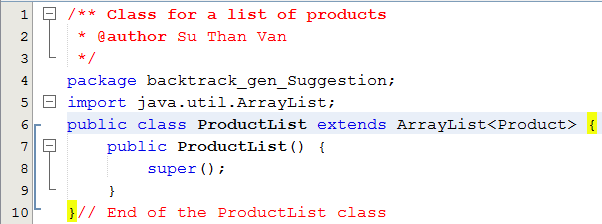 1 /** Class for a list of products
2  * @author Su Than Van
3  */
4 package backtrack_gen_Suggestion;
5 import java.util.ArrayList;
6 public class ProductList extends ArrayList<Product> {
7     public ProductList() {
8         super();
9     }
10 }// End of the ProductList class